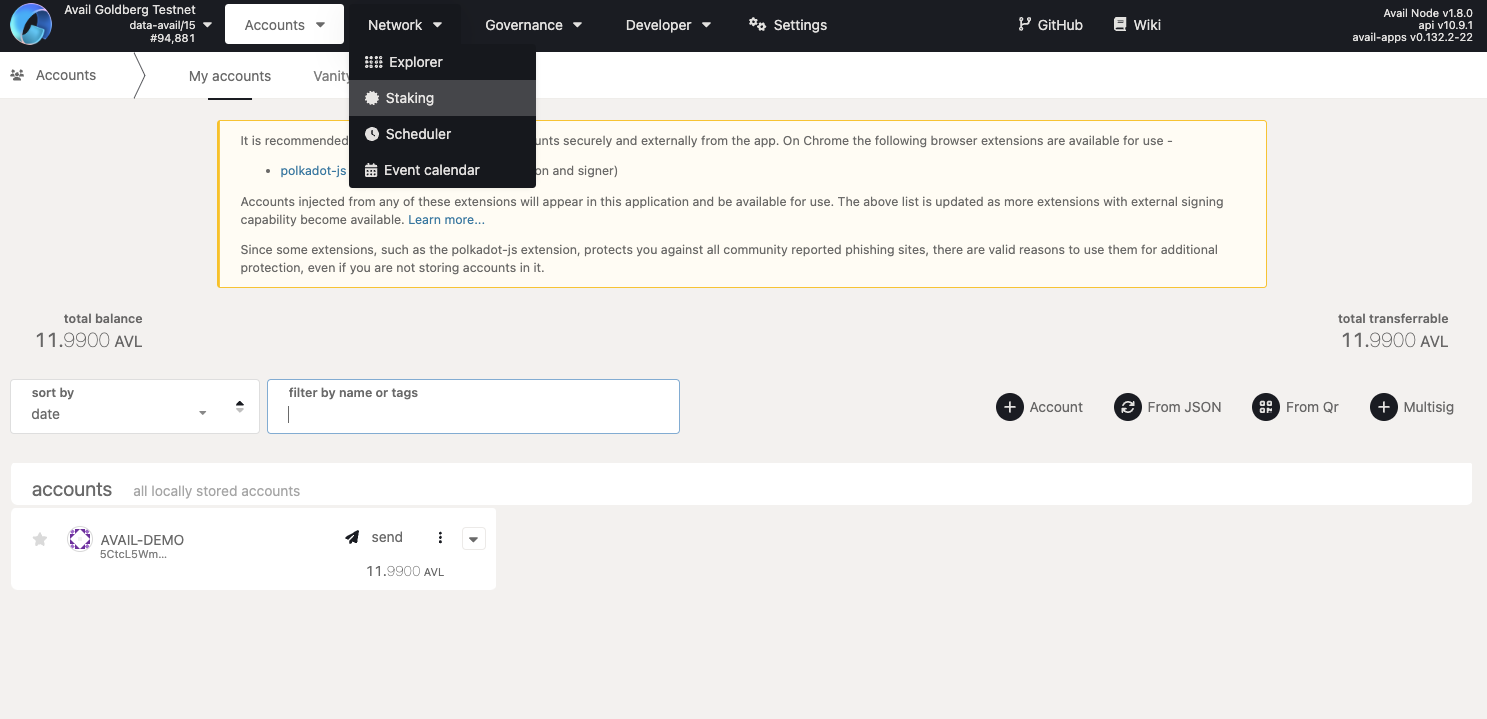 Avail Goldberg Testnet
data-avail/15
#94,881
Accounts
Network
Governance
Developer
Settings
GitHub
Wiki
Avail Node v1.8.0
api v10.9.1
avail-apps v0.132.2-22
Explorer
Staking
Scheduler
Event calendar
Accounts
My accounts
Vanity
It is recommended
unts securely and externally from the app. On Chrome the following browser extensions are available for use -
• polkadot-js
on and signer)
Accounts injected from any of these extensions will appear in this application and be available for use. The above list is updated as more extensions with external signing
capability become available. Learn more...
Since some extensions, such as the polkadot-js extension, protects you against all community reported phishing sites, there are valid reasons to use them for additional
protection, even if you are not storing accounts in it.
total balance
11.9900 AVL
total transferrable
11.9900 AVL
sort by
date
filter by name or tags
Account
From JSON
From Qr
Multisig
accounts
all locally stored accounts
AVAIL-DEMO
5CtcL5Wm...
send
11.9900 AVL